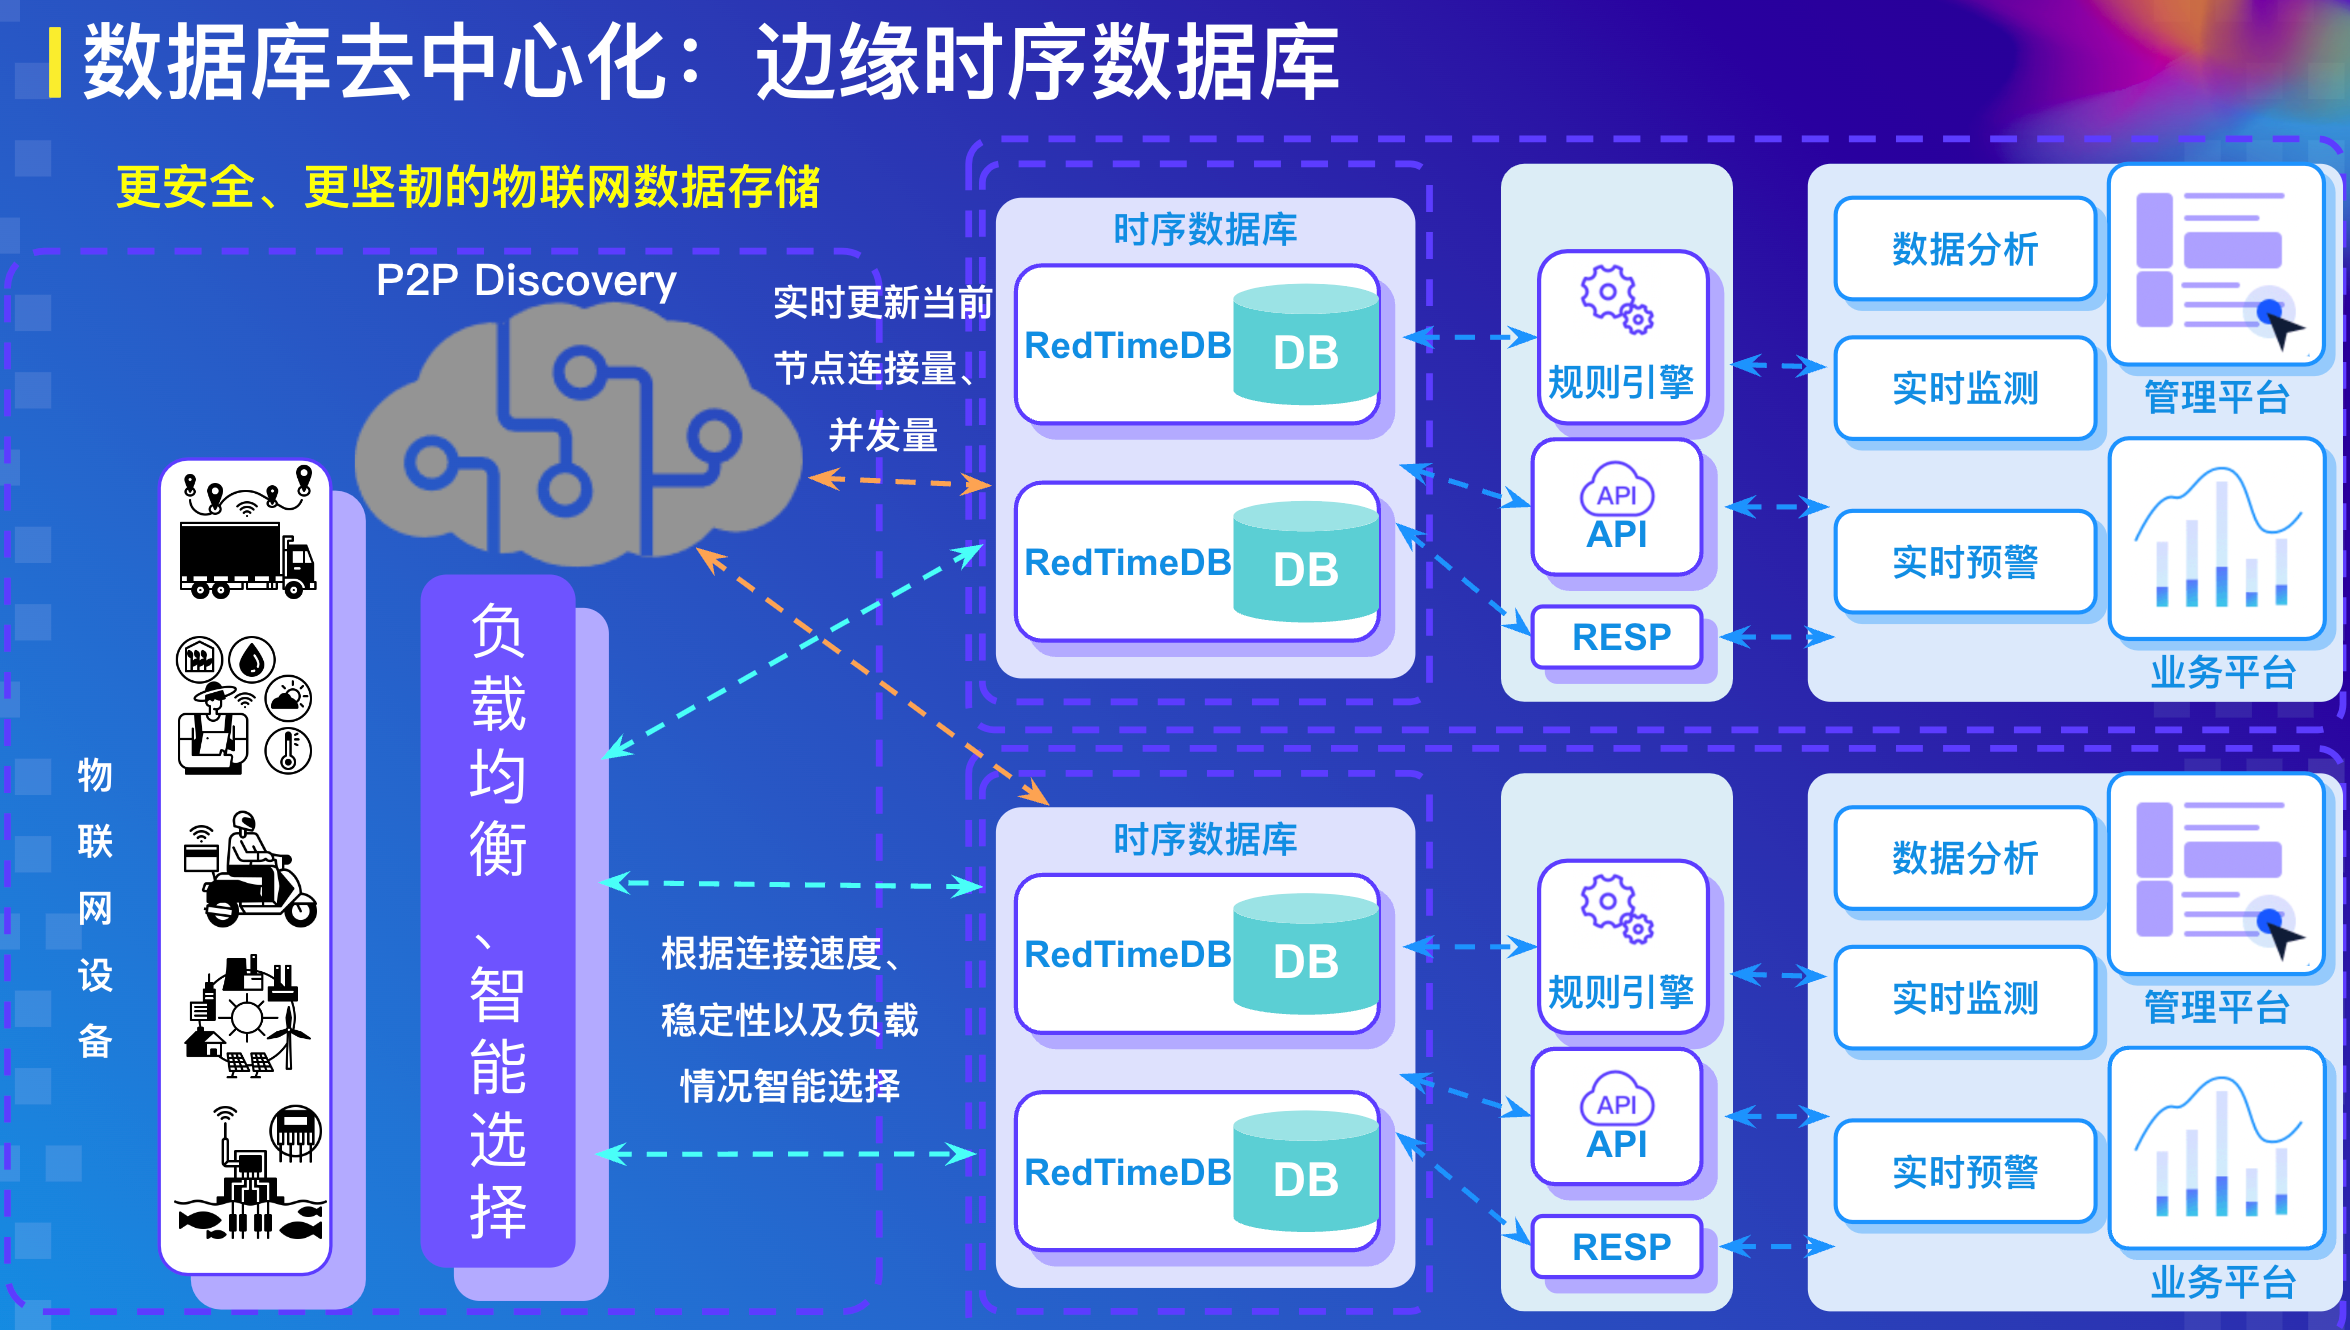 数据库去中心化：边缘时序数据库
更安全、更坚韧的物联网数据存储
P2P Discovery
实时更新当前
节点连接量、
并发量
物
联
网
设
备
负
载
均
衡
、
智
能
选
择
根据连接速度、
稳定性以及负载
情况智能选择
时序数据库
RedTimeDB
DB
RedTimeDB
DB
规则引擎
API
API
RESP
数据分析
实时监测
实时预警
管理平台
业务平台
时序数据库
RedTimeDB
DB
RedTimeDB
DB
规则引擎
API
API
RESP
数据分析
实时监测
实时预警
管理平台
业务平台